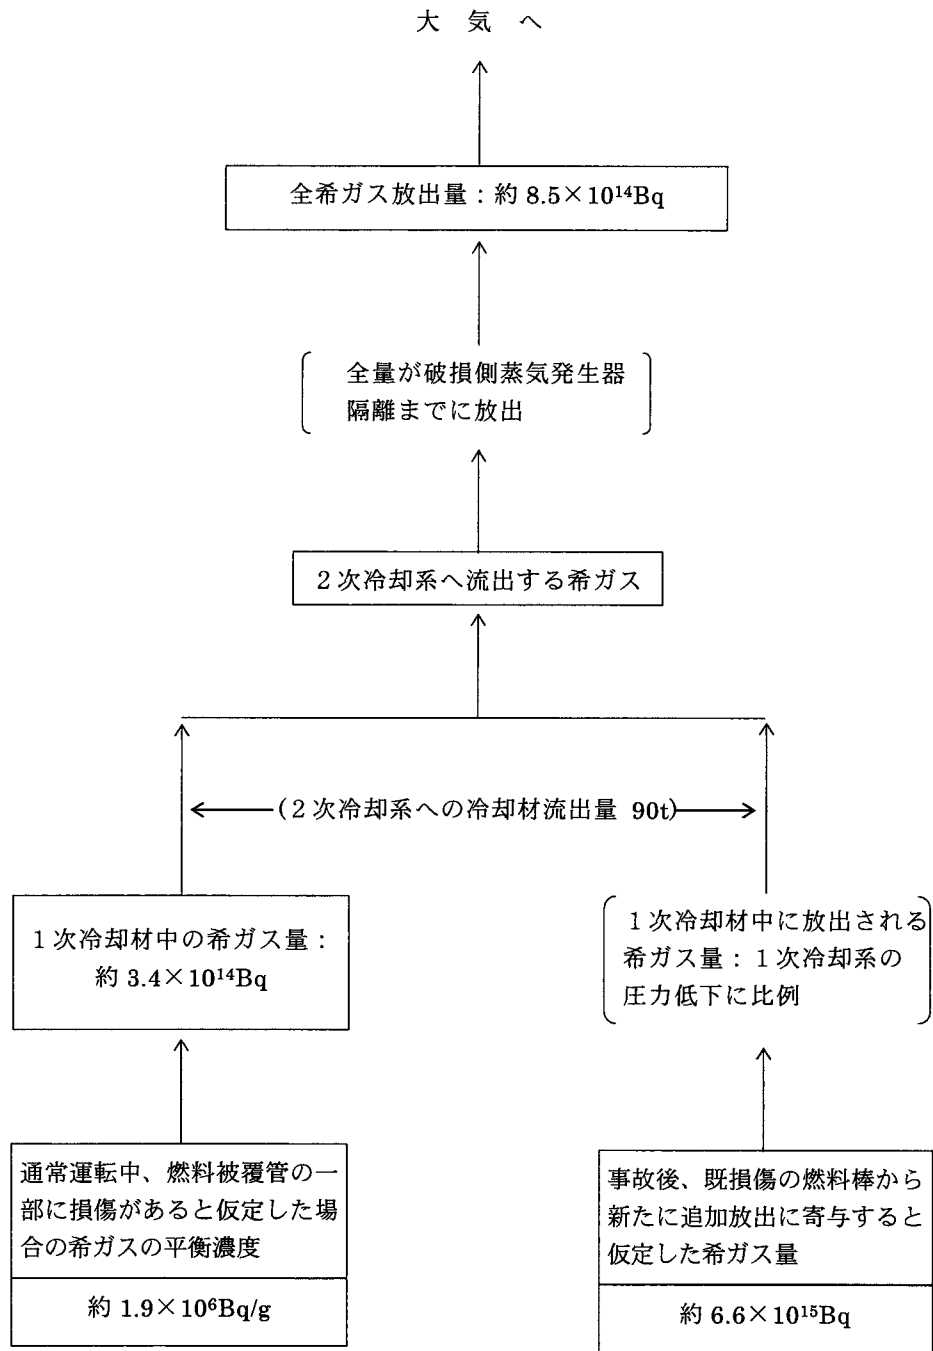 大 気 へ
全希ガス放出量：約 8.5×10¹⁴Bq
全量が破損側蒸気発生器
隔離までに放出
２次冷却系へ流出する希ガス
(２次冷却系への冷却材流出量 90t)
１次冷却材中の希ガス量：
約 3.4×10¹⁴Bq
１次冷却材中に放出される
希ガス量：１次冷却系の
圧力低下に比例
通常運転中、燃料被覆管の一
部に損傷があると仮定した場
合の希ガスの平衡濃度
約 1.9×10⁶Bq/g
事故後、既損傷の燃料棒から
新たに追加放出に寄与すると
仮定した希ガス量
約 6.6×10¹⁵Bq